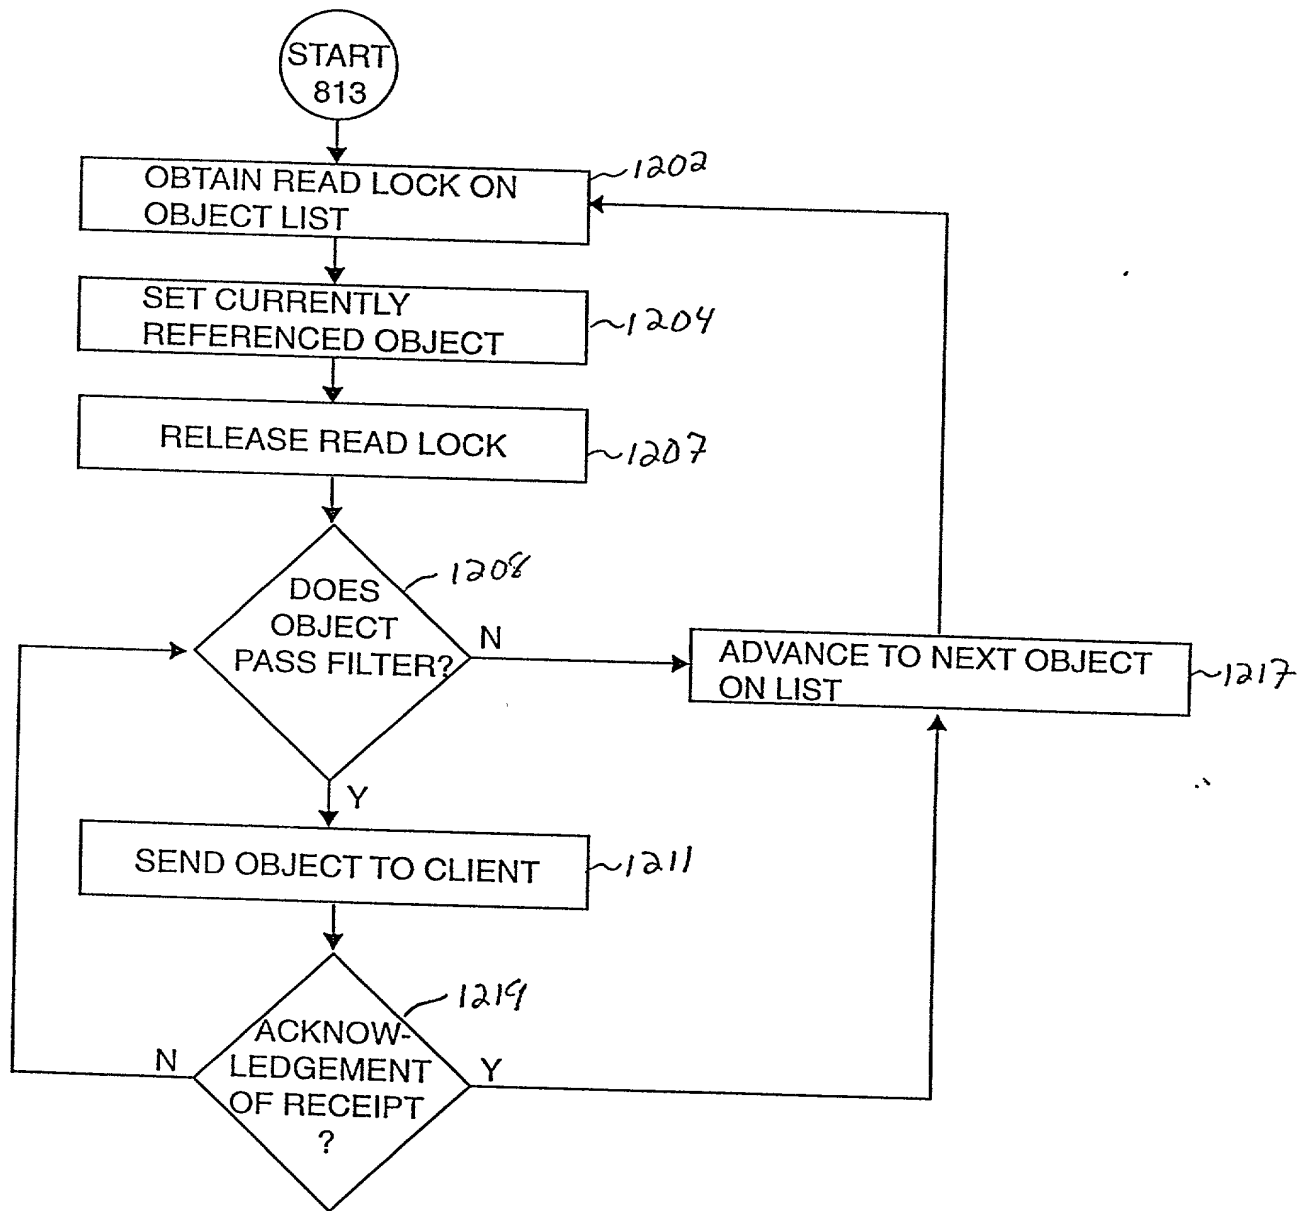 START
813
OBTAIN READ LOCK ON
OBJECT LIST
1202
SET CURRENTLY
REFERENCED OBJECT
1204
RELEASE READ LOCK
1207
DOES
OBJECT
PASS FILTER?
1208
N
ADVANCE TO NEXT OBJECT
ON LIST
1217
Y
SEND OBJECT TO CLIENT
1211
ACKNOW-
LEDGEMENT
OF RECEIPT
?
1219
N
Y